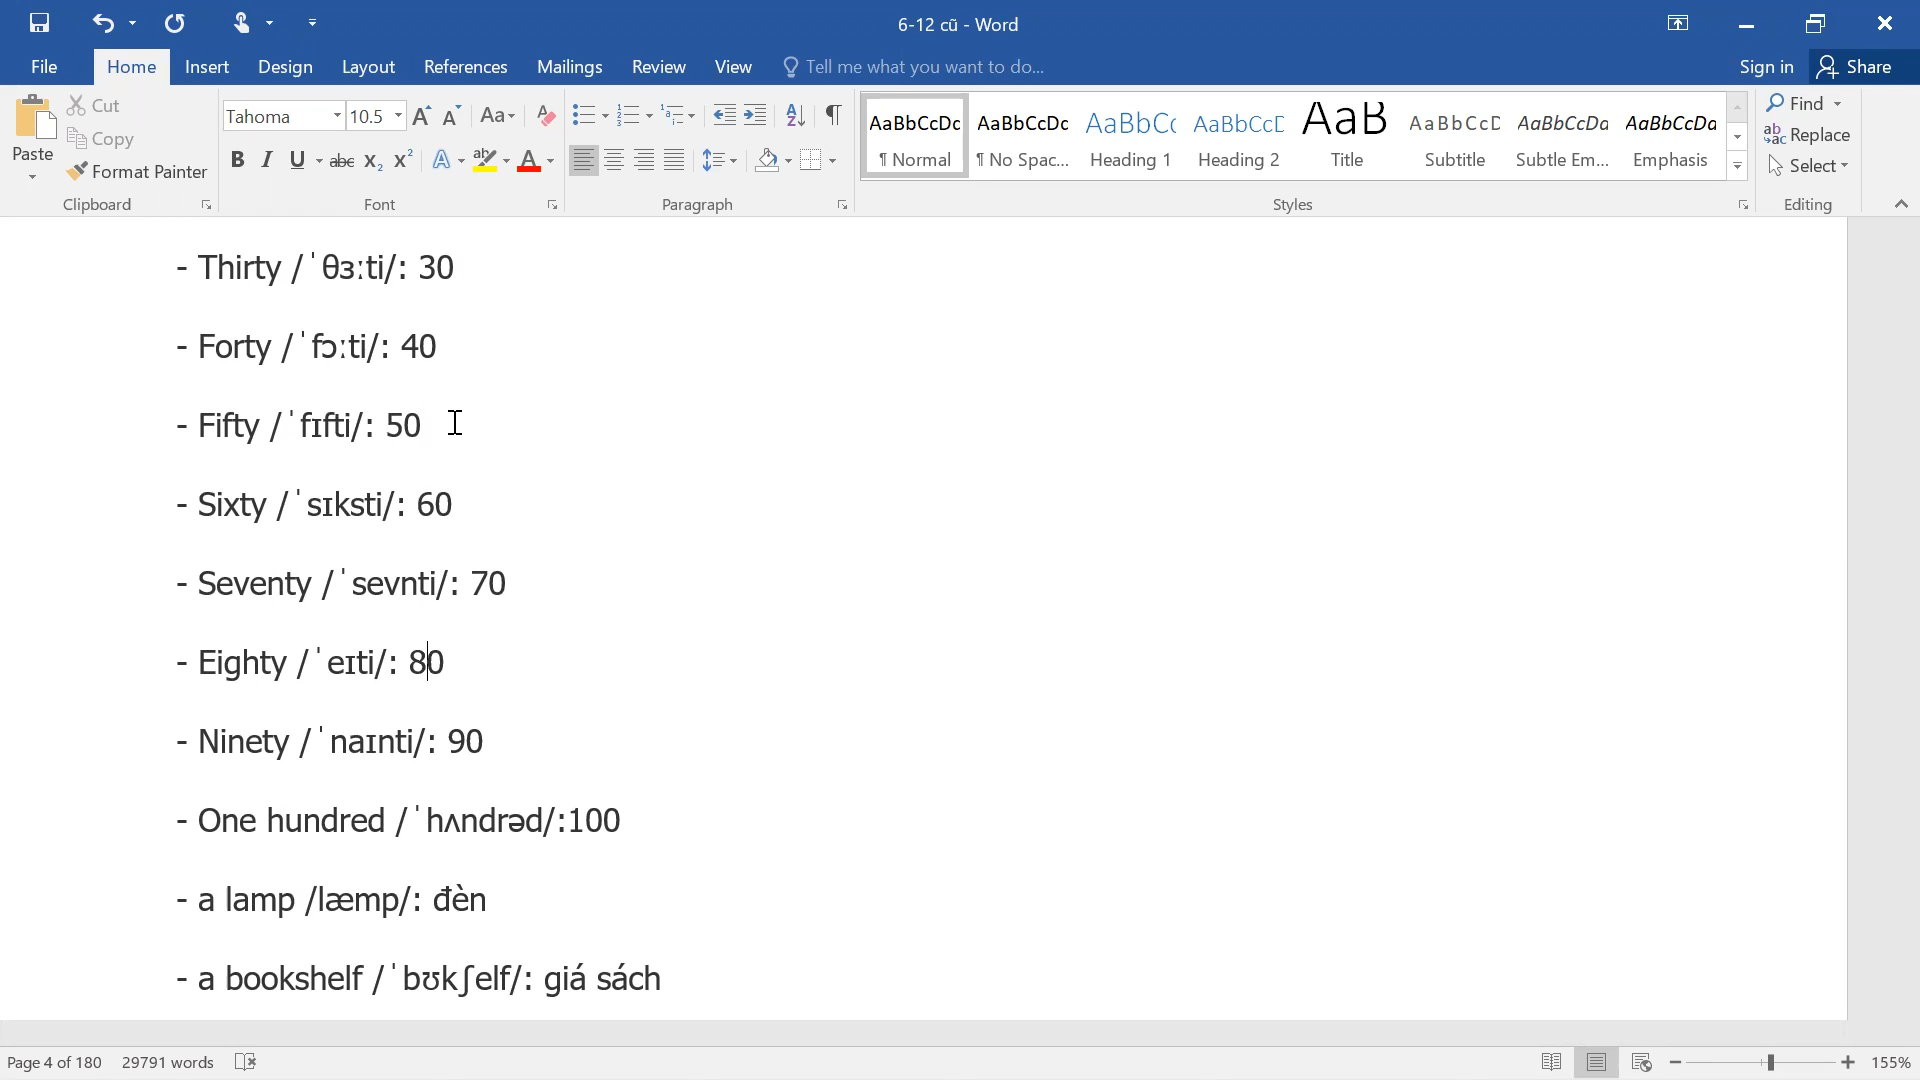 6-12 cũ - Word
File Home Insert Design Layout References Mailings Review View Tell me what you want to do... Sign in Share
Paste
Cut
Copy
Format Painter
Clipboard
Tahoma 10.5
Font
Paragraph
AaBbCcDc AaBbCcDc AaBbCc AaBbCcD AaB AaBbCcD AaBbCcDd AaBbCcDd
¶ Normal ¶ No Spac... Heading 1 Heading 2 Title Subtitle Subtle Em... Emphasis
Styles
Find
Replace
Select
Editing
- Thirty /ˈθɜːti/: 30
- Forty /ˈfɔːti/: 40
- Fifty /ˈfɪfti/: 50
- Sixty /ˈsɪksti/: 60
- Seventy /ˈsevnti/: 70
- Eighty /ˈeɪti/: 80
- Ninety /ˈnaɪnti/: 90
- One hundred /ˈhʌndrəd/:100
- a lamp /læmp/: đèn
- a bookshelf /ˈbʊkʃelf/: giá sách
Page 4 of 180 29791 words 155%